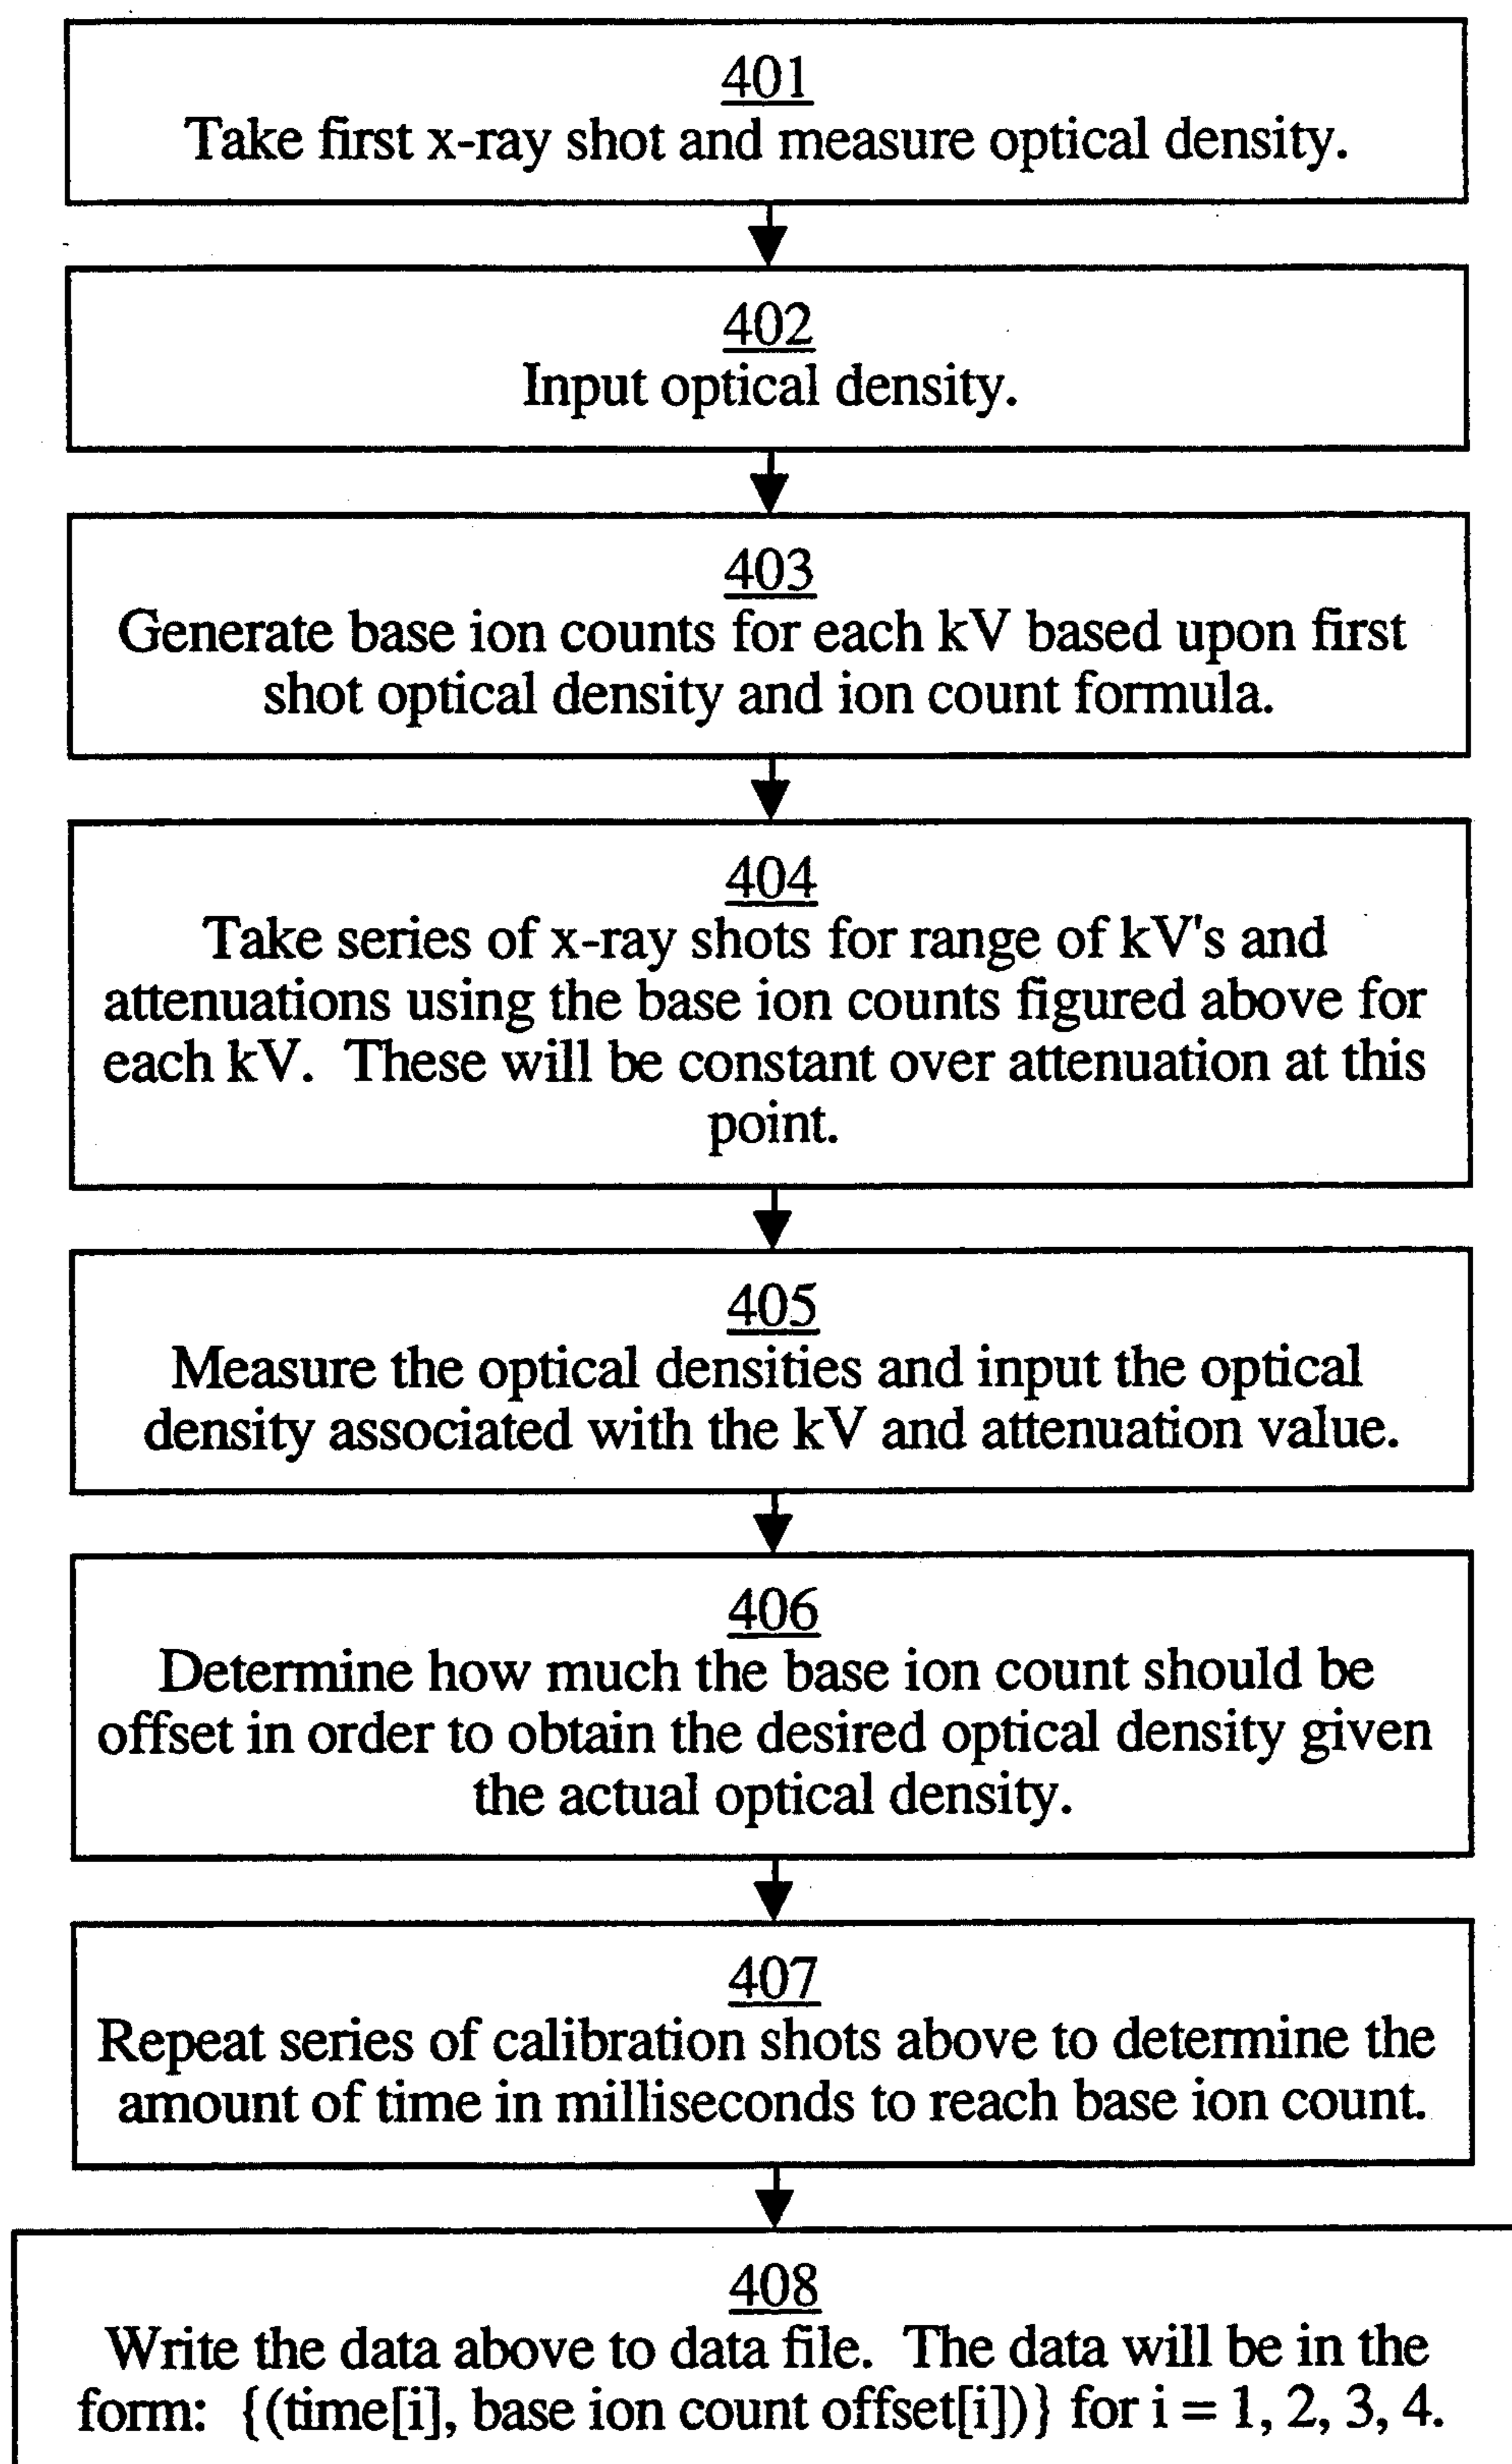 401
Take first x-ray shot and measure optical density.
402
Input optical density.
403
Generate base ion counts for each kV based upon first
shot optical density and ion count formula.
404
Take series of x-ray shots for range of kV's and
attenuations using the base ion counts figured above for
each kV.  These will be constant over attenuation at this
point.
405
Measure the optical densities and input the optical
density associated with the kV and attenuation value.
406
Determine how much the base ion count should be
offset in order to obtain the desired optical density given
the actual optical density.
407
Repeat series of calibration shots above to determine the
amount of time in milliseconds to reach base ion count.
408
Write the data above to data file.  The data will be in the
form:  {(time[i], base ion count offset[i])} for i = 1, 2, 3, 4.